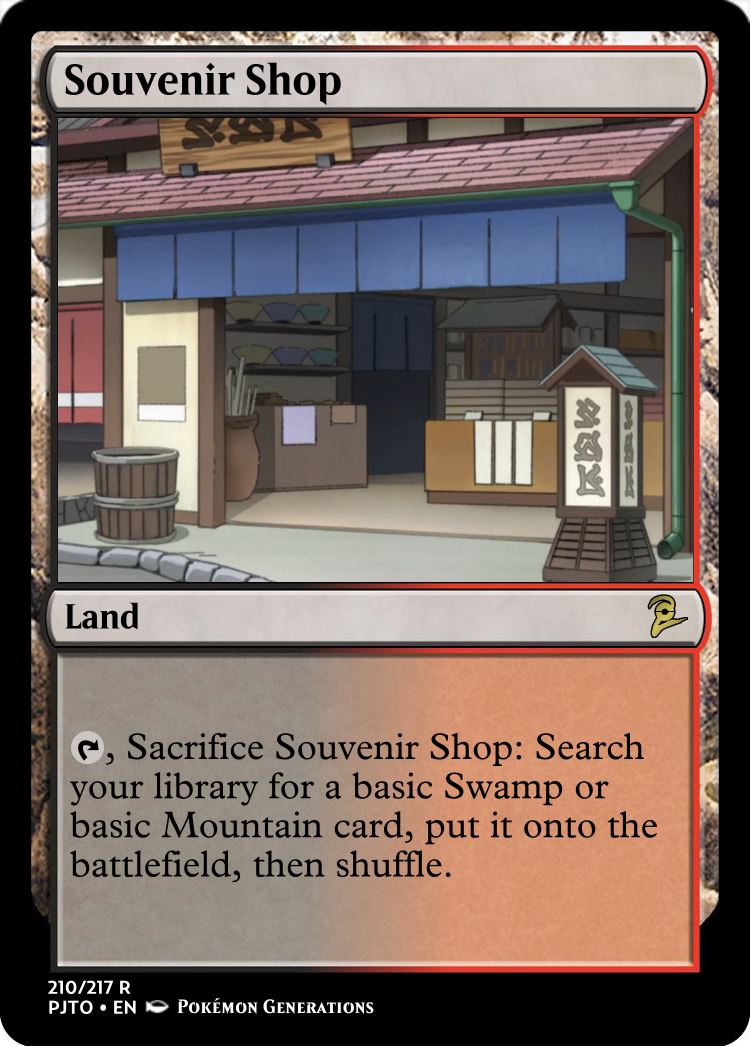 Souvenir Shop
Land
, Sacrifice Souvenir Shop: Search
your library for a basic Swamp or
basic Mountain card, put it onto the
battlefield, then shuffle.
210/217 R
PJTO • EN Pokémon Generations